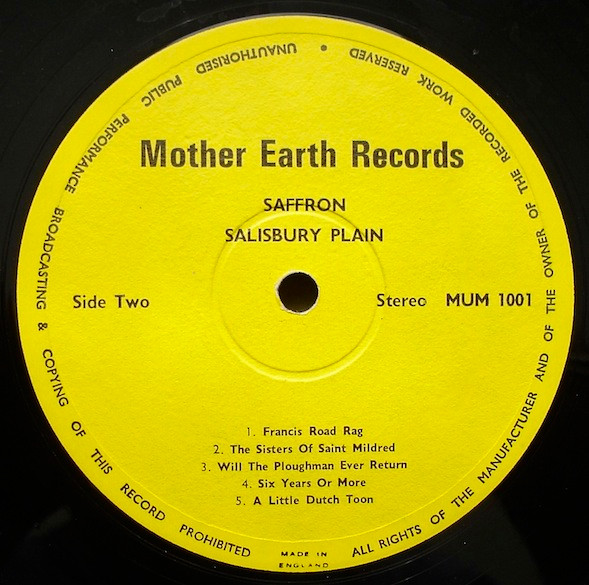 Mother Earth Records
SAFFRON
SALISBURY PLAIN
Side Two
Stereo MUM 1001
1. Francis Road Rag
2. The Sisters Of Saint Mildred
3. Will The Ploughman Ever Return
4. Six Years Or More
5. A Little Dutch Toon
MADE IN
ENGLAND
ALL RIGHTS OF THE MANUFACTURER AND OF THE OWNER OF THE RECORDED WORK RESERVED • UNAUTHORISED PUBLIC PERFORMANCE BROADCASTING & COPYING OF THIS RECORD PROHIBITED